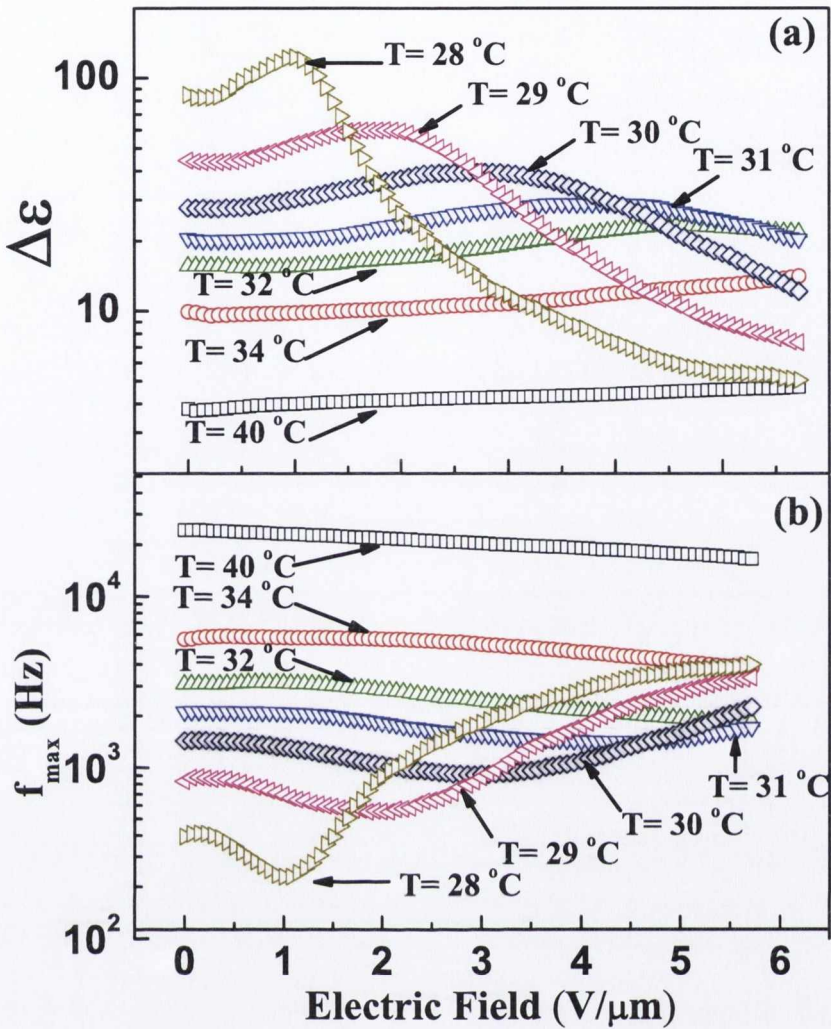 (a)
100
10
Δε
T= 28 °C
T= 29 °C
T= 30 °C
T= 31 °C
T= 32 °C
T= 34 °C
T= 40 °C
(b)
10⁴
10³
10²
f_max (Hz)
T= 40 °C
T= 34 °C
T= 32 °C
T= 31 °C
T= 30 °C
T= 29 °C
T= 28 °C
0 1 2 3 4 5 6
Electric Field (V/μm)